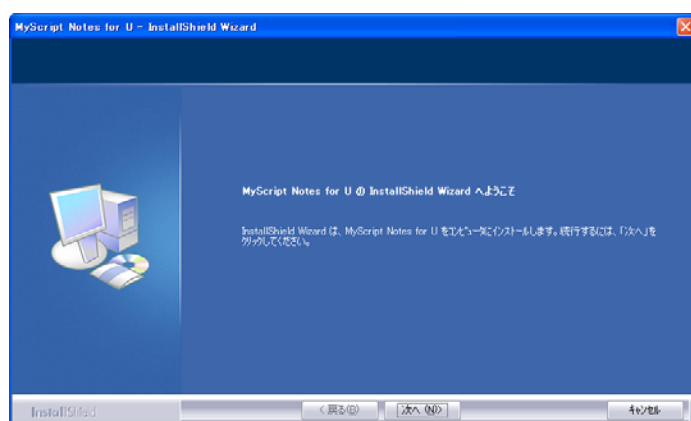 MyScript Notes for U - InstallShield Wizard
MyScript Notes for U の InstallShield Wizard へようこそ
InstallShield Wizard は、MyScript Notes for U をコンピュータにインストールします。続行するには、「次へ」を
クリックしてください。
InstallShield
< 戻る(B)
次へ (N)>
キャンセル